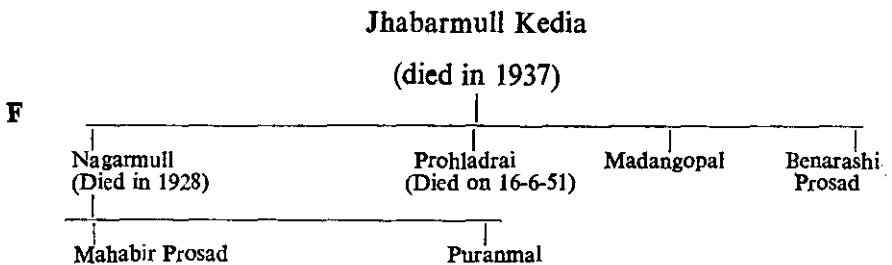 Jhabarmull Kedia
(died in 1937)
F
Nagarmull Prohladrai Madangopal Benarashi
(Died in 1928) (Died on 16-6-51) Prosad
Mahabir Prosad Puranmal